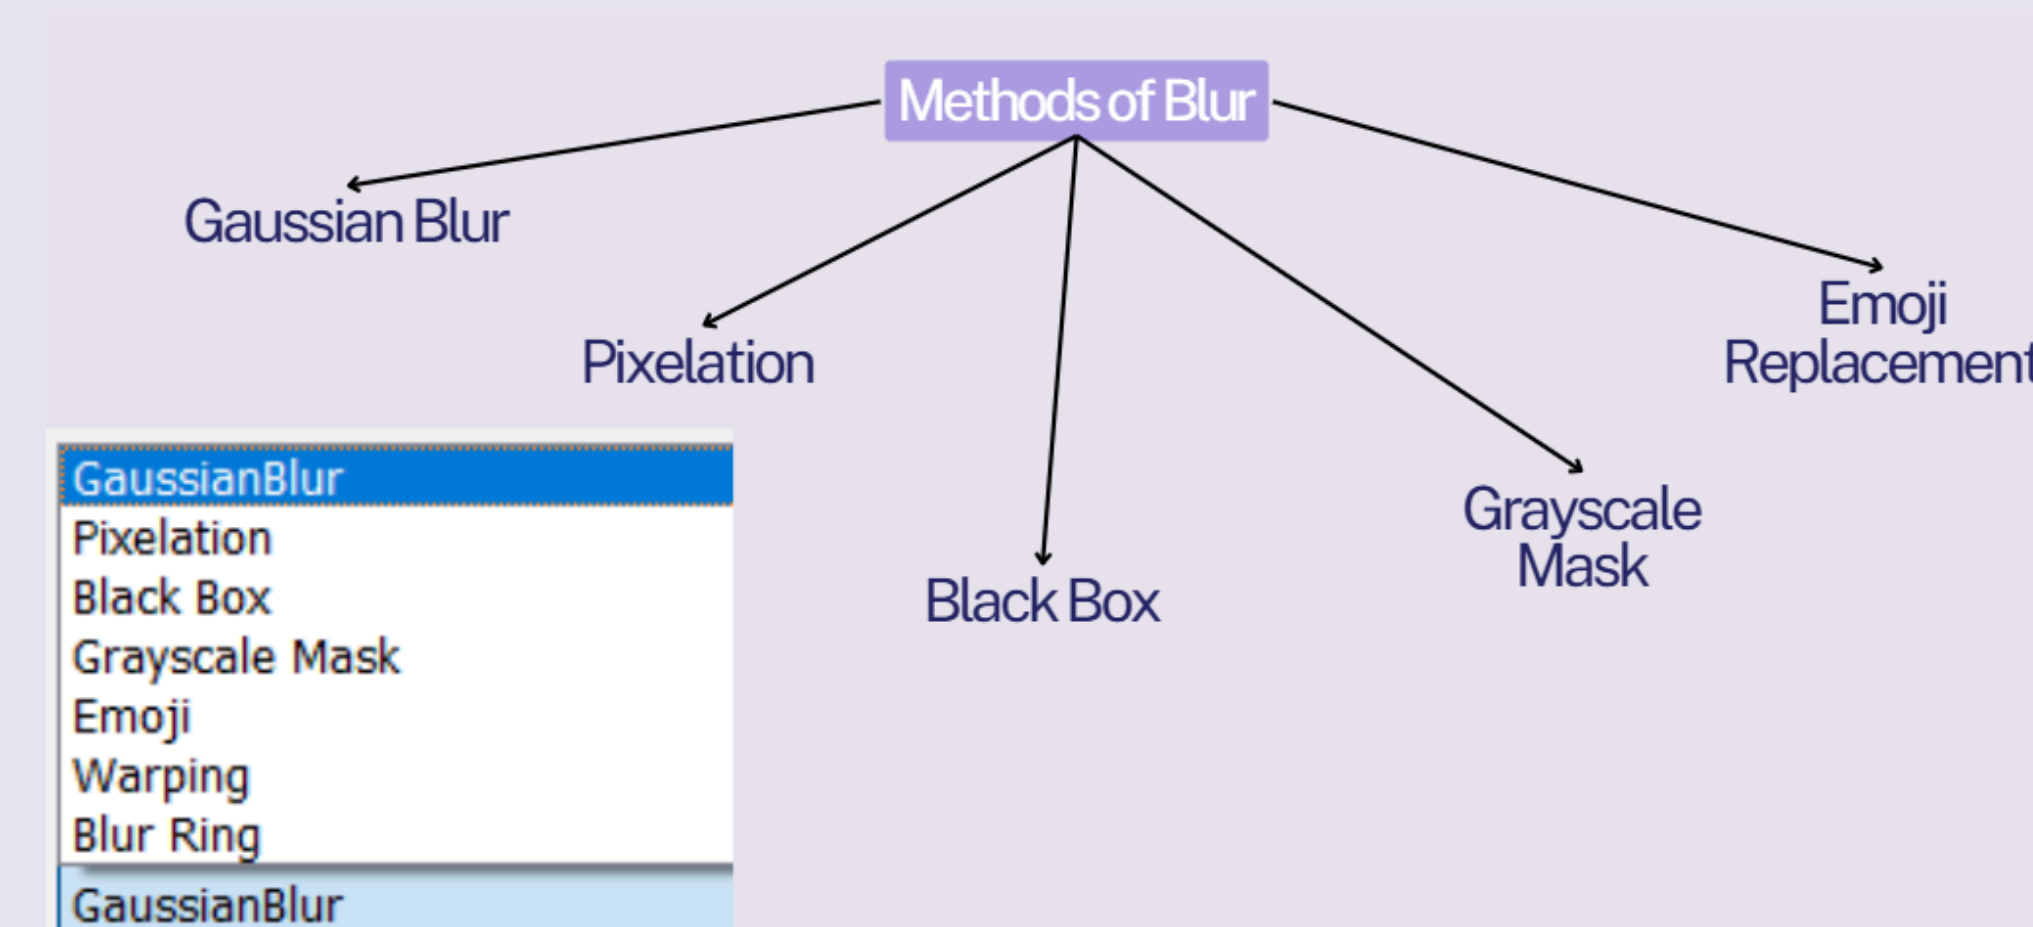 Methods of Blur
Gaussian Blur
Pixelation
Black Box
Grayscale
Mask
Emoji
Replacement
GaussianBlur
Pixelation
Black Box
Grayscale Mask
Emoji
Warping
Blur Ring
GaussianBlur